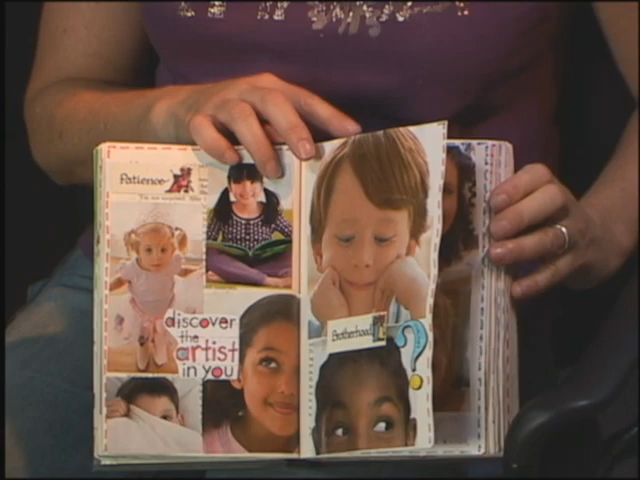 Patience
discover
the
artist
in you
Brotherhood
?